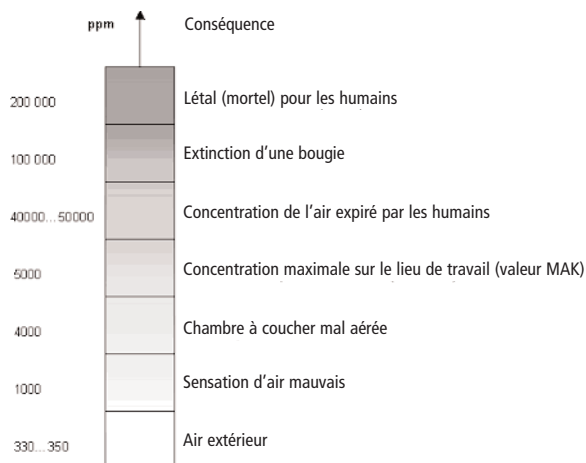 ppm Conséquence
200 000 Létal (mortel) pour les humains
100 000 Extinction d’une bougie
40000...50000 Concentration de l’air expiré par les humains
5000 Concentration maximale sur le lieu de travail (valeur MAK)
4000 Chambre à coucher mal aérée
1000 Sensation d’air mauvais
330...350 Air extérieur